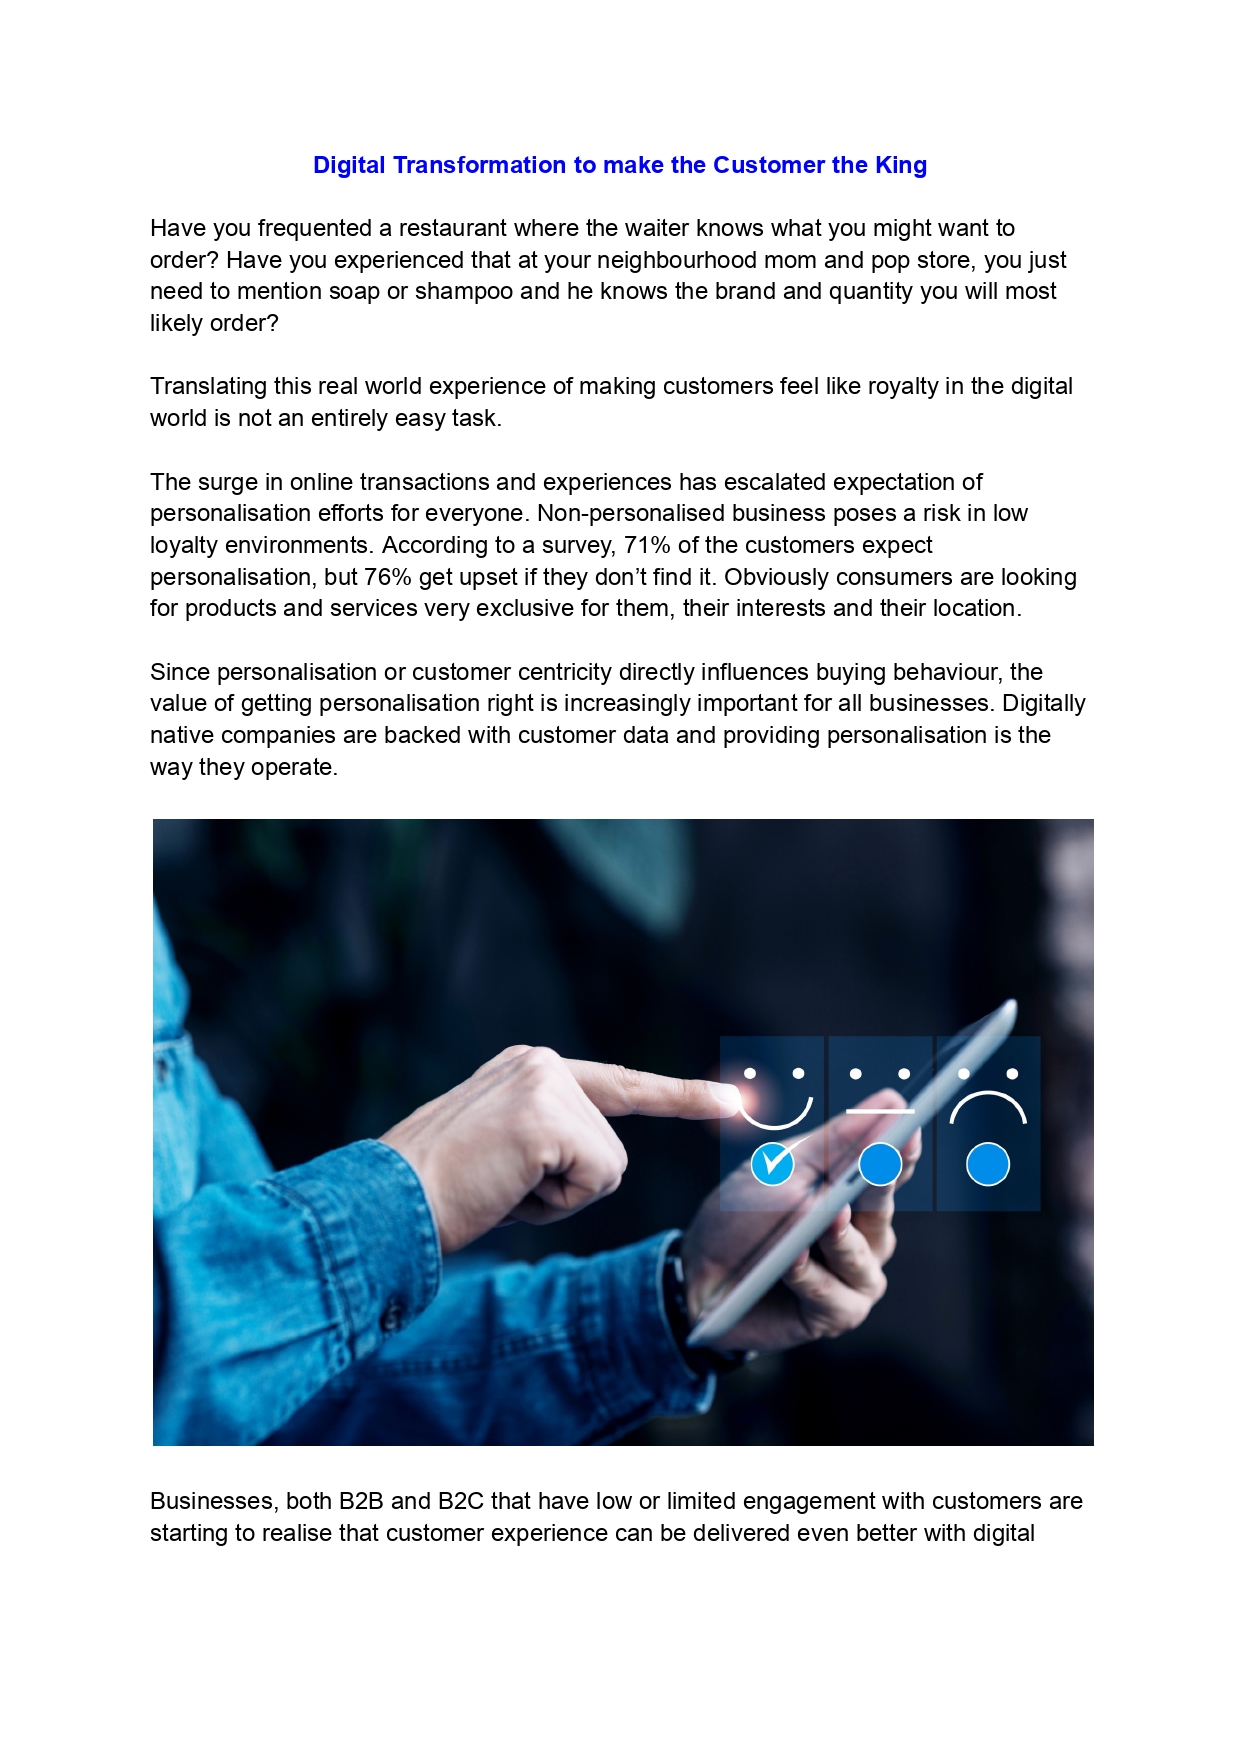 Digital Transformation to make the Customer the King
Have you frequented a restaurant where the waiter knows what you might want to
order? Have you experienced that at your neighbourhood mom and pop store, you just
need to mention soap or shampoo and he knows the brand and quantity you will most
likely order?
Translating this real world experience of making customers feel like royalty in the digital
world is not an entirely easy task.
The surge in online transactions and experiences has escalated expectation of
personalisation efforts for everyone. Non-personalised business poses a risk in low
loyalty environments. According to a survey, 71% of the customers expect
personalisation, but 76% get upset if they don’t find it. Obviously consumers are looking
for products and services very exclusive for them, their interests and their location.
Since personalisation or customer centricity directly influences buying behaviour, the
value of getting personalisation right is increasingly important for all businesses. Digitally
native companies are backed with customer data and providing personalisation is the
way they operate.
Businesses, both B2B and B2C that have low or limited engagement with customers are
starting to realise that customer experience can be delivered even better with digital